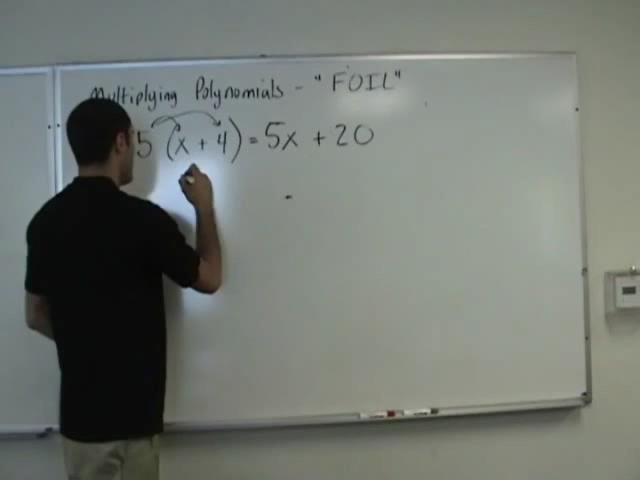 Multiplying Polynomials - "FOIL"
5 (x + 4) = 5x + 20